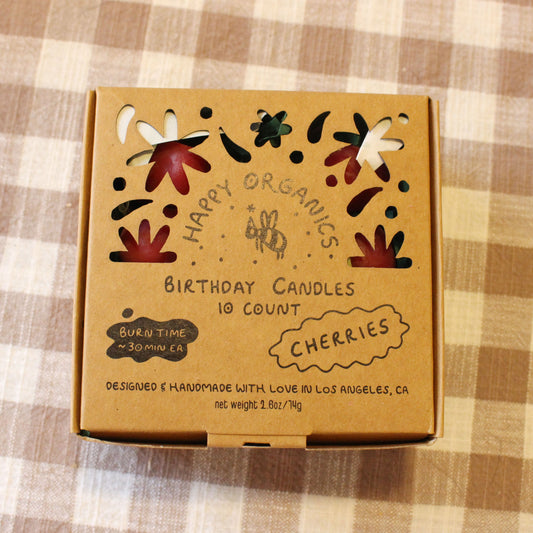 HAPPY ORGANICS
BIRTHDAY CANDLES
10 COUNT
BURN TIME
~30 MIN EA
CHERRIES
DESIGNED & HANDMADE WITH LOVE IN LOS ANGELES, CA
net weight 2.6oz/74g